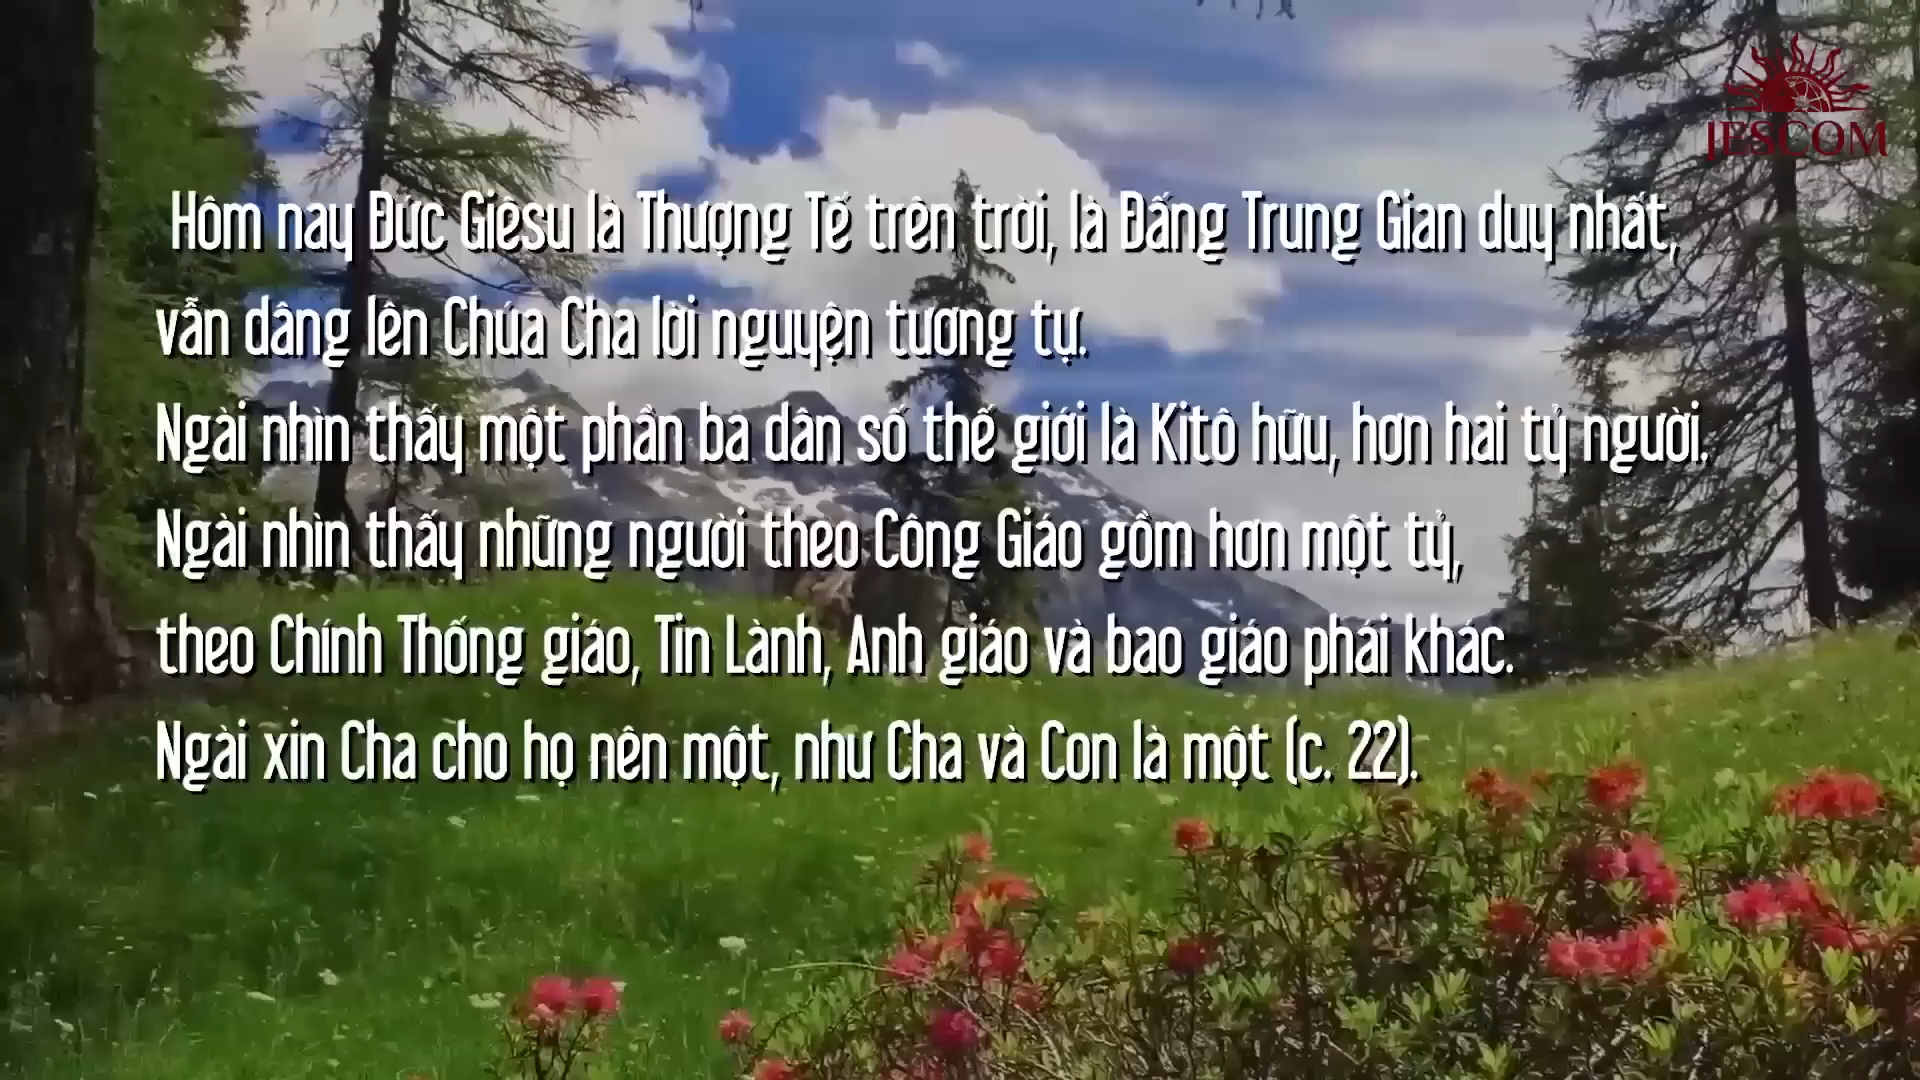 JESCOM
Hôm nay Đức Giêsu là Thượng Tế trên trời, là Đấng Trung Gian duy nhất,
vẫn dâng lên Chúa Cha lời nguyện tương tự.
Ngài nhìn thấy một phần ba dân số thế giới là Kitô hữu, hơn hai tỷ người.
Ngài nhìn thấy những người theo Công Giáo gồm hơn một tỷ,
theo Chính Thống giáo, Tin Lành, Anh giáo và bao giáo phái khác.
Ngài xin Cha cho họ nên một, như Cha và Con là một (c. 22).